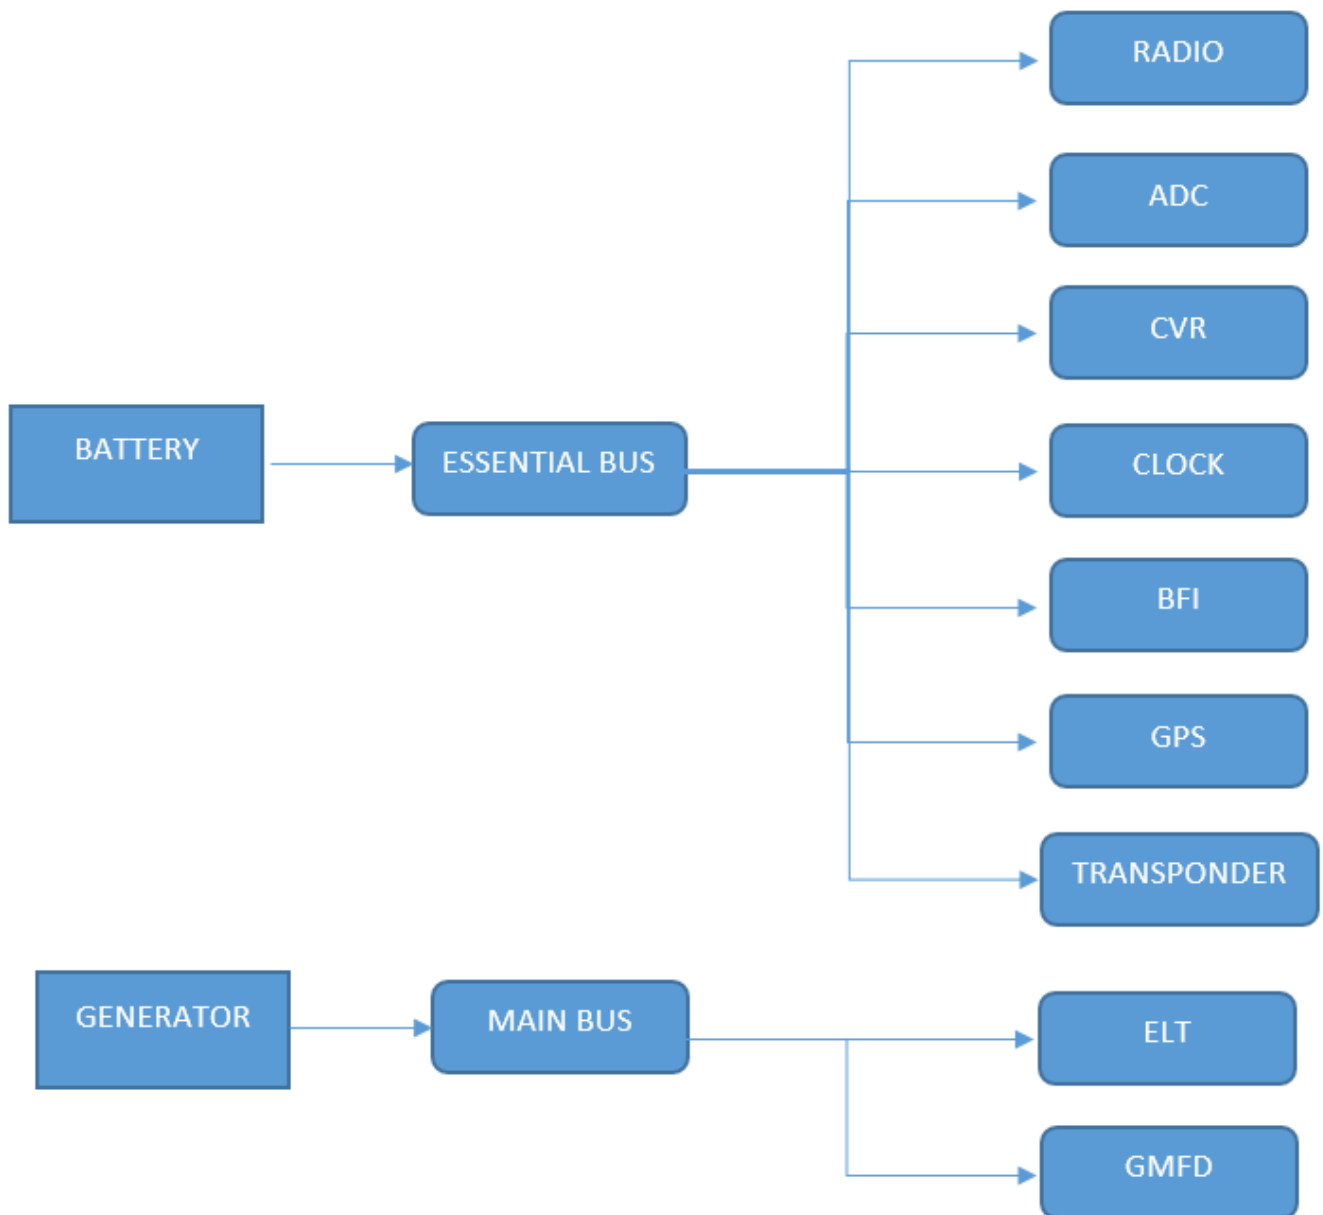 RADIO
ADC
CVR
BATTERY
ESSENTIAL BUS
CLOCK
BFI
GPS
TRANSPONDER
GENERATOR
MAIN BUS
ELT
GMFD